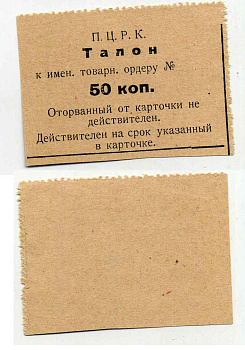 П. Ц. Р. К.
Талон
к имен. товарн. ордеру №
50 коп.
Оторванный от карточки не
действителен.
Действителен на срок указанный
в карточке.